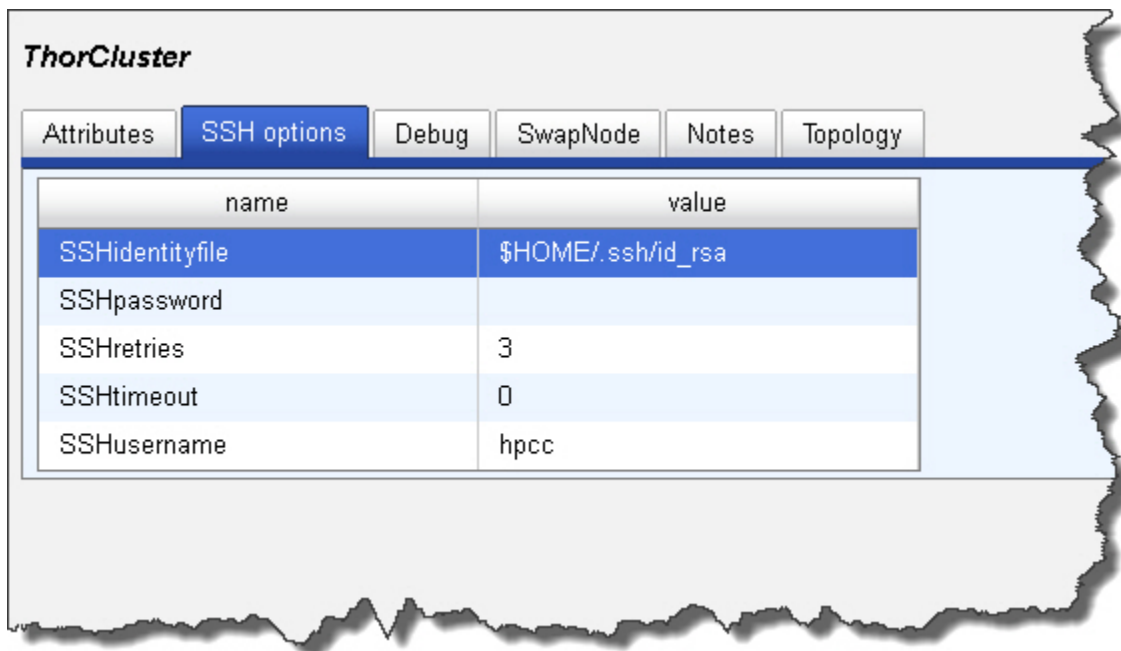 ThorCluster
Attributes SSH options Debug SwapNode Notes Topology
name value
SSHidentityfile $HOME/.ssh/id_rsa
SSHpassword
SSHretries 3
SSHtimeout 0
SSHusername hpcc